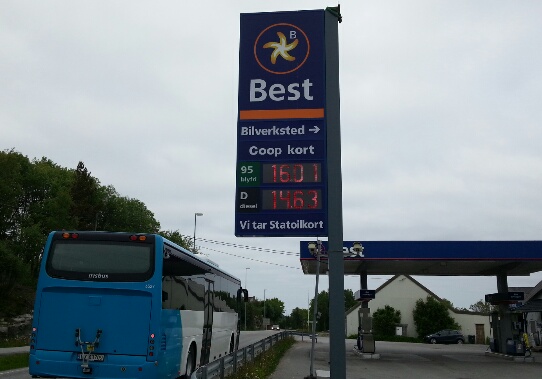 B
Best
Bilverksted →
Coop kort
95 blyfri 16.01
D diesel 14.63
Vi tar Statoilkort
Best